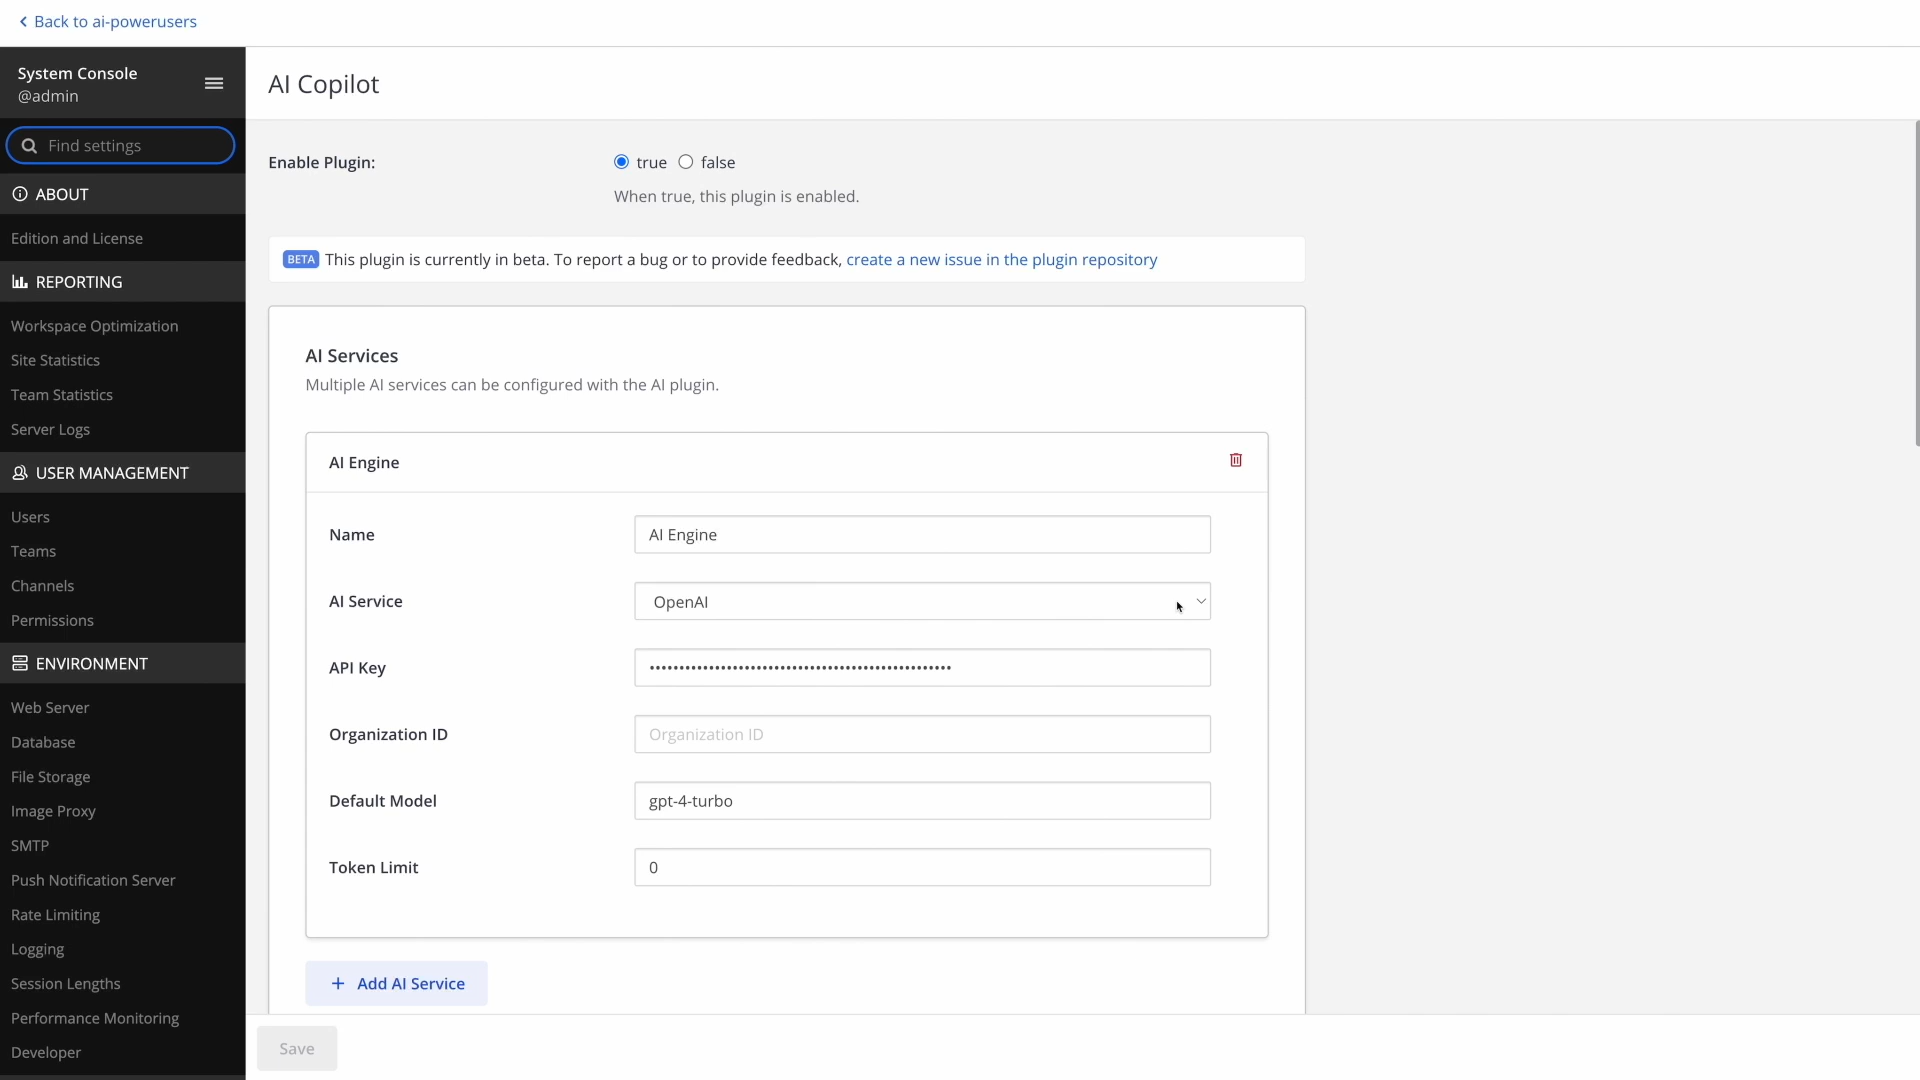 Back to ai-powerusers
System Console
@admin
Find settings
ABOUT
Edition and License
REPORTING
Workspace Optimization
Site Statistics
Team Statistics
Server Logs
USER MANAGEMENT
Users
Teams
Channels
Permissions
ENVIRONMENT
Web Server
Database
File Storage
Image Proxy
SMTP
Push Notification Server
Rate Limiting
Logging
Session Lengths
Performance Monitoring
Developer
AI Copilot
Enable Plugin: true false
When true, this plugin is enabled.
BETA This plugin is currently in beta. To report a bug or to provide feedback, create a new issue in the plugin repository
AI Services
Multiple AI services can be configured with the AI plugin.
AI Engine
Name AI Engine
AI Service OpenAI
API Key ••••••••••••••••••••••••••••••••••••••••••••••••••• 
Organization ID Organization ID
Default Model gpt-4-turbo
Token Limit 0
+ Add AI Service
Save